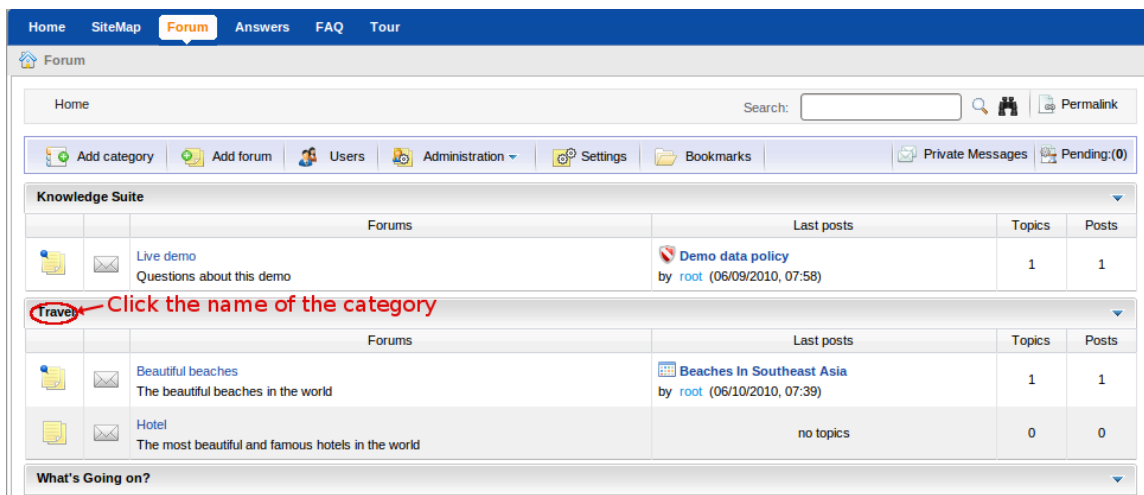 Home SiteMap Forum Answers FAQ Tour
Forum
Home Search: Permalink
Add category Add forum Users Administration Settings Bookmarks Private Messages Pending:(0)
Knowledge Suite
Forums Last posts Topics Posts
Live demo Demo data policy 1 1
Questions about this demo by root (06/09/2010, 07:58)
Travel Click the name of the category
Forums Last posts Topics Posts
Beautiful beaches Beaches In Southeast Asia 1 1
The beautiful beaches in the world by root (06/10/2010, 07:39)
Hotel no topics 0 0
The most beautiful and famous hotels in the world
What's Going on?